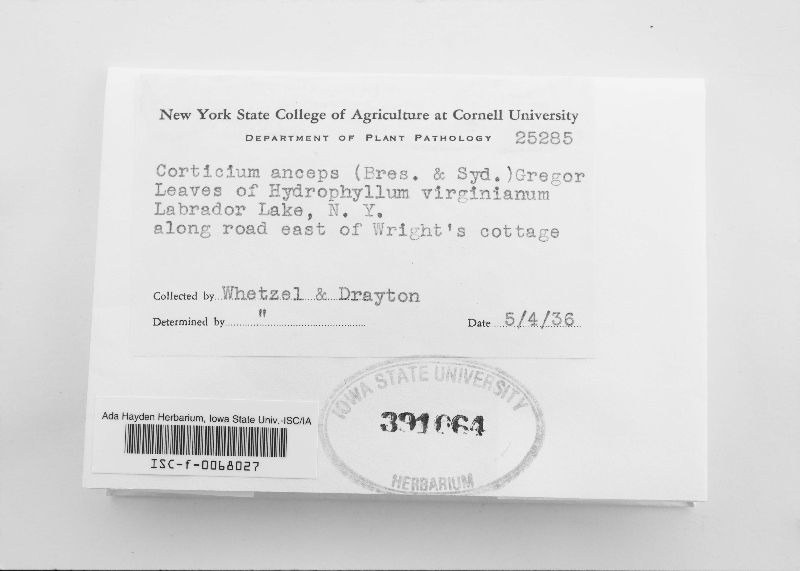 New York State College of Agriculture at Cornell University
DEPARTMENT OF PLANT PATHOLOGY 25285
Corticium anceps (Bres. & Syd.)Gregor
Leaves of Hydrophyllum virginianum
Labrador Lake, N. Y.
along road east of Wright's cottage
Collected by Whetzel & Drayton
Determined by "
Date 5/4/36
IOWA STATE UNIVERSITY
391064
HERBARIUM
Ada Hayden Herbarium, Iowa State Univ.-ISC/IA
ISC-f-0068027